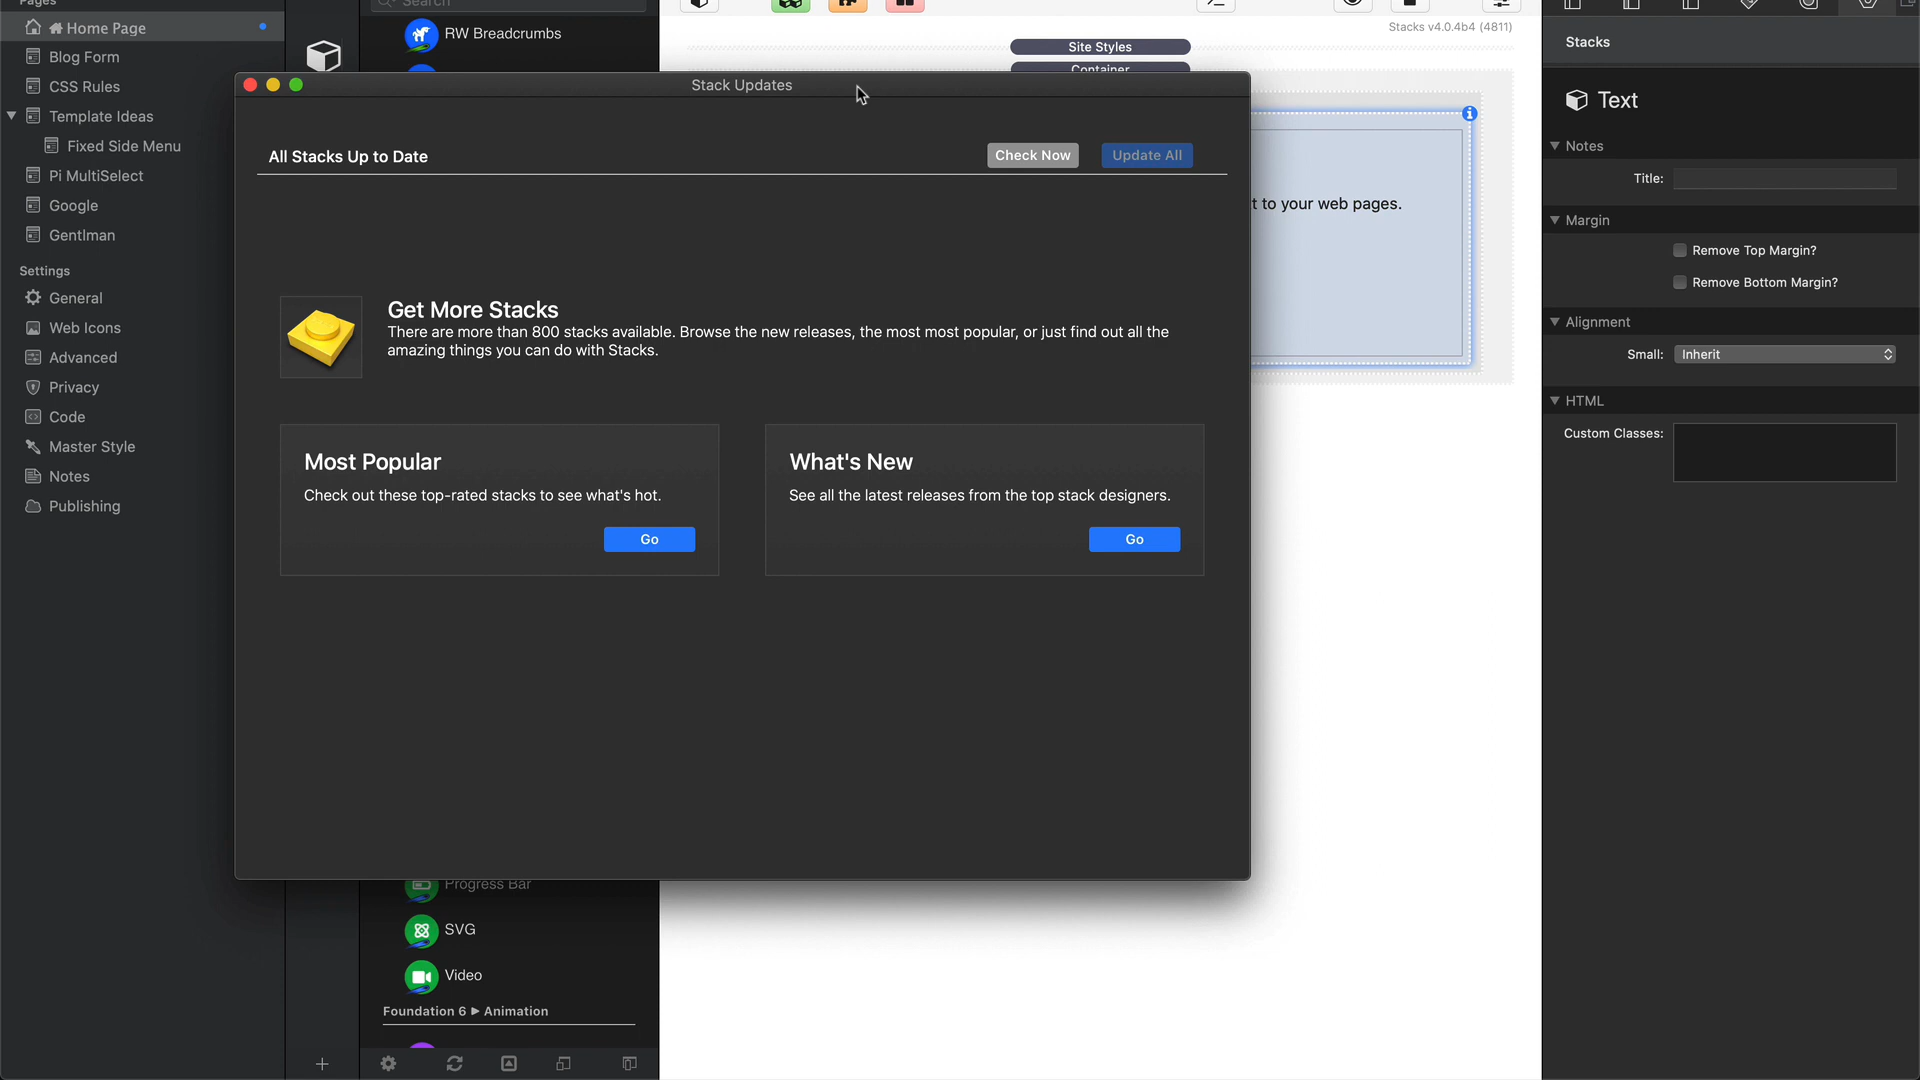 Pages
Home Page
Blog Form
CSS Rules
Template Ideas
Fixed Side Menu
Pi MultiSelect
Google
Gentlman
Settings
General
Web Icons
Advanced
Privacy
Code
Master Style
Notes
Publishing
Search
RW Breadcrumbs
Stack Updates
All Stacks Up to Date
Check Now
Update All
Get More Stacks
There are more than 800 stacks available. Browse the new releases, the most most popular, or just find out all the
amazing things you can do with Stacks.
Most Popular
Check out these top-rated stacks to see what's hot.
Go
What's New
See all the latest releases from the top stack designers.
Go
Progress Bar
SVG
Video
Foundation 6 ▶ Animation
Stacks v4.0.4b4 (4811)
Site Styles
Container
t to your web pages.
Stacks
Text
Notes
Title:
Margin
Remove Top Margin?
Remove Bottom Margin?
Alignment
Small: Inherit
HTML
Custom Classes: